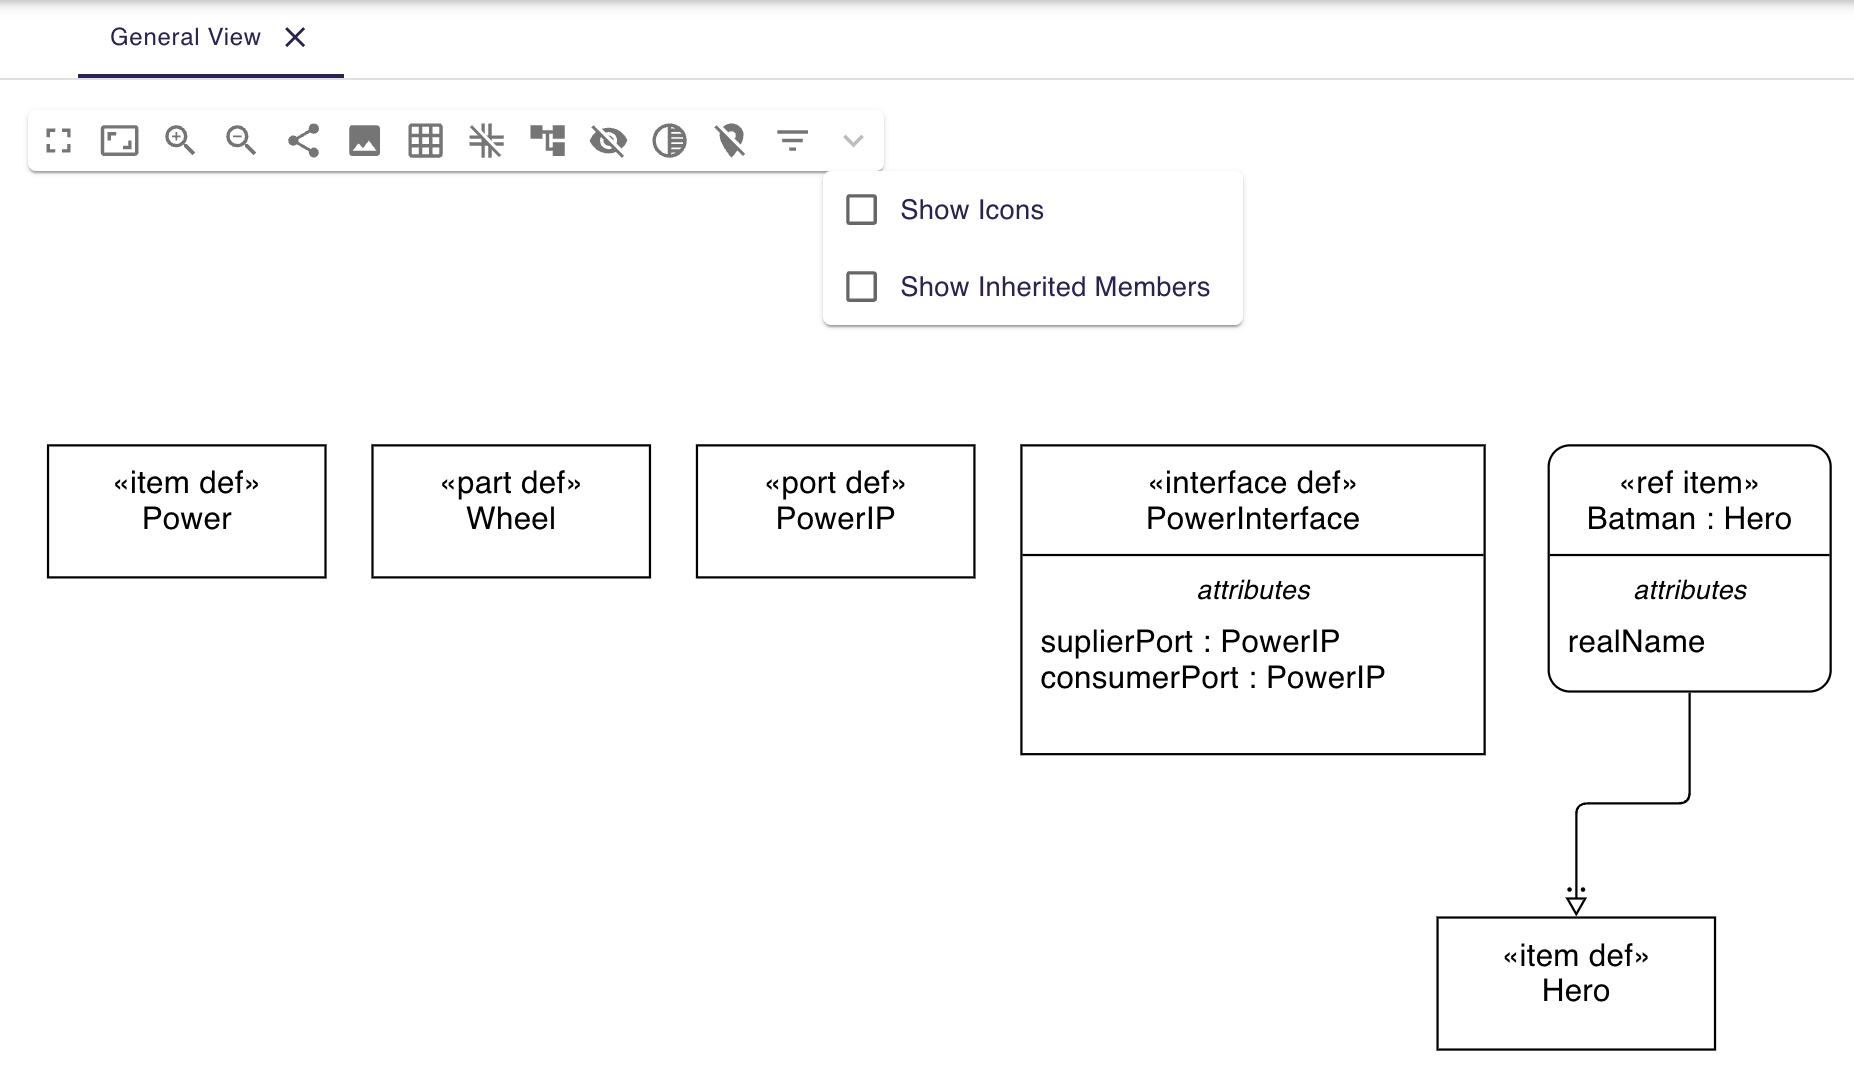 General View
Show Icons
Show Inherited Members
«item def»
Power
«part def»
Wheel
«port def»
PowerIP
«interface def»
PowerInterface
attributes
suplierPort : PowerIP
consumerPort : PowerIP
«ref item»
Batman : Hero
attributes
realName
«item def»
Hero